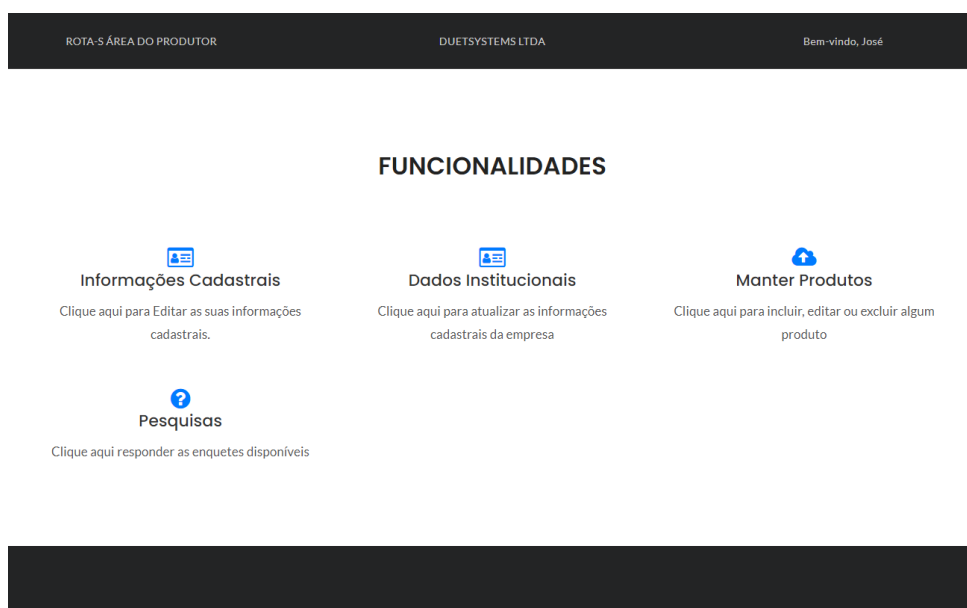 ROTA-S ÁREA DO PRODUTOR
DUETSYSTEMS LTDA
Bem-vindo, José
FUNCIONALIDADES
Informações Cadastrais
Clique aqui para Editar as suas informações
cadastrais.
Dados Institucionais
Clique aqui para atualizar as informações
cadastrais da empresa
Manter Produtos
Clique aqui para incluir, editar ou excluir algum
produto
Pesquisas
Clique aqui responder as enquetes disponíveis